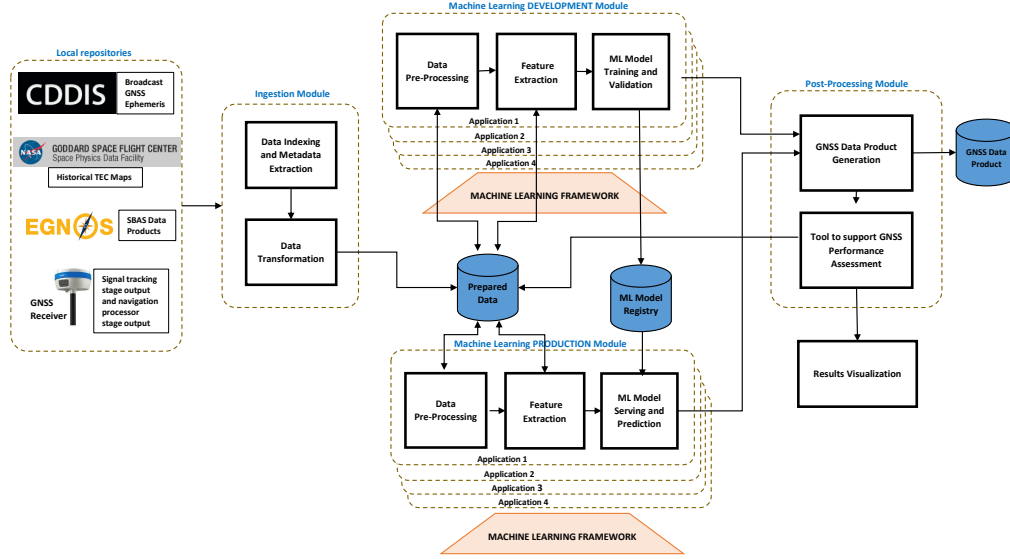 Machine Learning DEVELOPMENT Module
Local repositories
CDDIS
Broadcast
GNSS
Ephemeris
NASA
GODDARD SPACE FLIGHT CENTER
Space Physics Data Facility
Historical TEC Maps
EGNOS
SBAS Data
Products
GNSS
Receiver
Signal tracking
stage output
and navigation
processor
stage output
Ingestion Module
Data Indexing
and Metadata
Extraction
Data
Transformation
Data
Pre-Processing
Feature
Extraction
ML Model
Training and
Validation
Application 1
Application 2
Application 3
Application 4
MACHINE LEARNING FRAMEWORK
Prepared
Data
ML Model
Registry
Machine Learning PRODUCTION Module
Data
Pre-Processing
Feature
Extraction
ML Model
Serving and
Prediction
Application 1
Application 2
Application 3
Application 4
MACHINE LEARNING FRAMEWORK
Post-Processing Module
GNSS Data Product
Generation
GNSS Data
Product
Tool to support GNSS
Performance
Assessment
Results Visualization